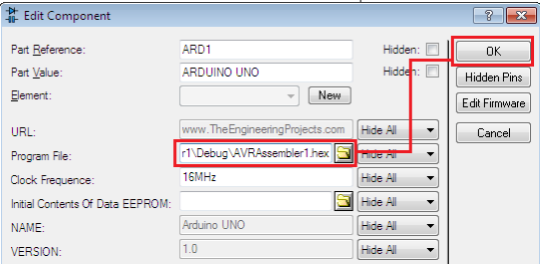 Edit Component
Part Reference: ARD1 Hidden:
Part Value: ARDUINO UNO Hidden:
Element: New
URL: www.TheEngineeringProjects.com Hide All
Program File: r1\Debug\AVRAssembler1.hex Hide All
Clock Frequency: 16MHz Hide All
Initial Contents Of Data EEPROM: Hide All
NAME: Arduino UNO Hide All
VERSION: 1.0 Hide All
OK
Hidden Pins
Edit Firmware
Cancel